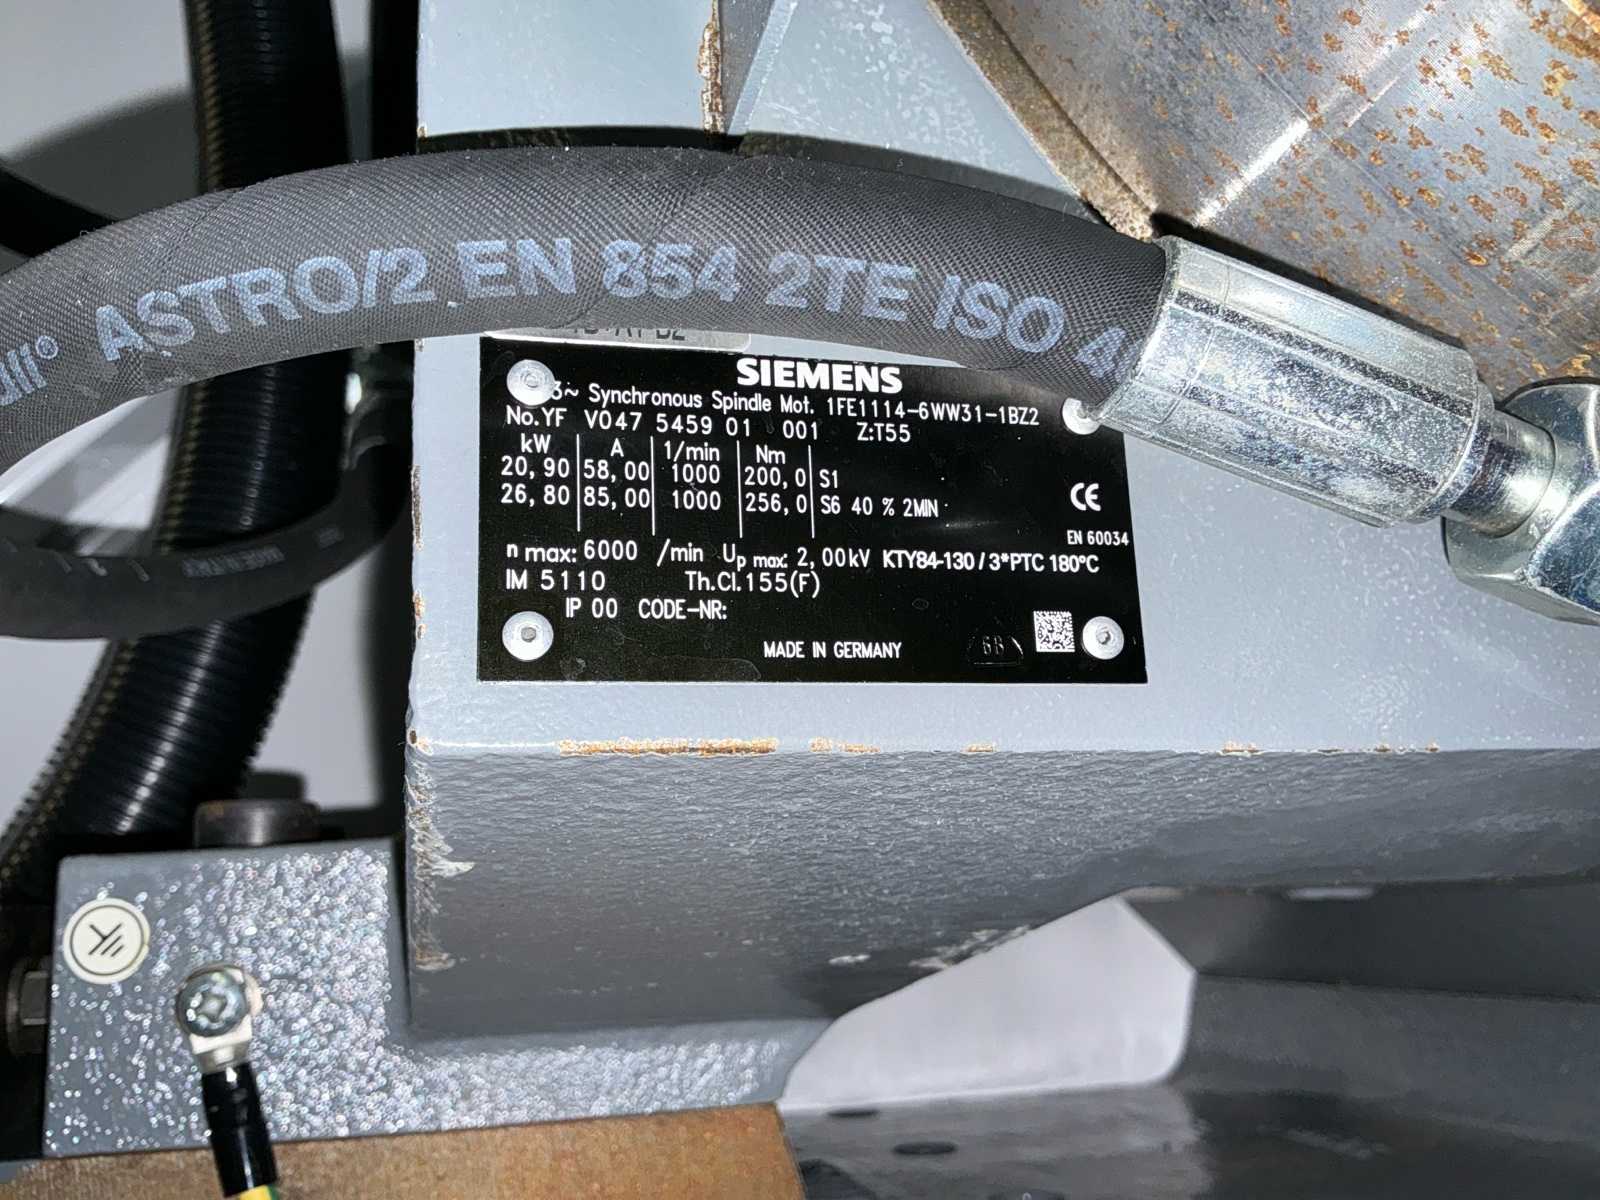 ull® ASTRO/2 EN 854 2TE ISO 4
SIEMENS
3~ Synchronous Spindle Mot. 1FE1114-6WW31-1BZ2
No.YF V047 5459 01 001 Z:T55
kW A 1/min Nm
20,90 58,00 1000 200,0 S1
26,80 85,00 1000 256,0 S6 40 % 2MIN
CE
EN 60034
n max: 6000 /min Up max: 2,00kV KTY84-130/3*PTC 180°C
IM 5110 Th.Cl.155(F)
IP 00 CODE-NR:
MADE IN GERMANY